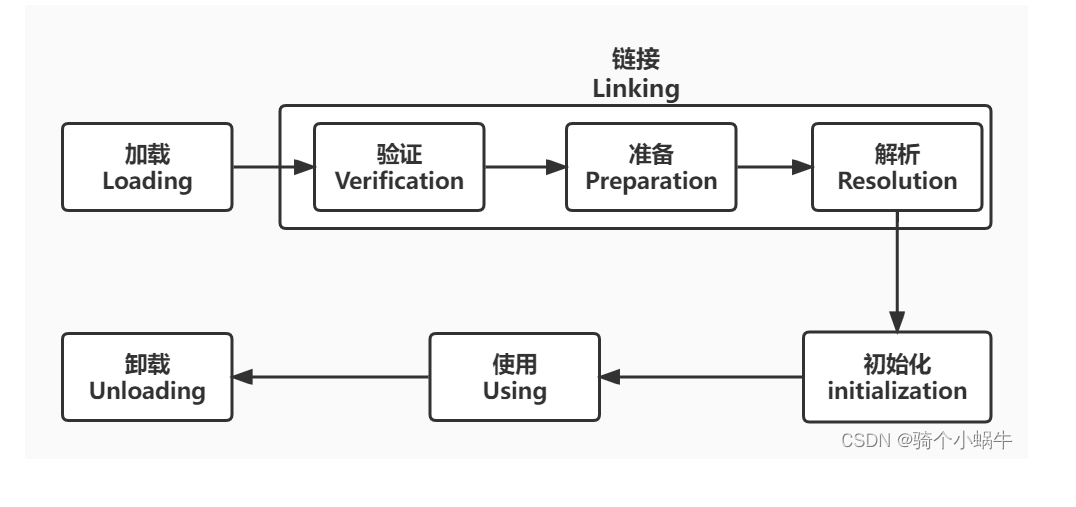 链接
Linking
加载
Loading
验证
Verification
准备
Preparation
解析
Resolution
卸载
Unloading
使用
Using
初始化
initialization
CSDN @骑个小蜗牛